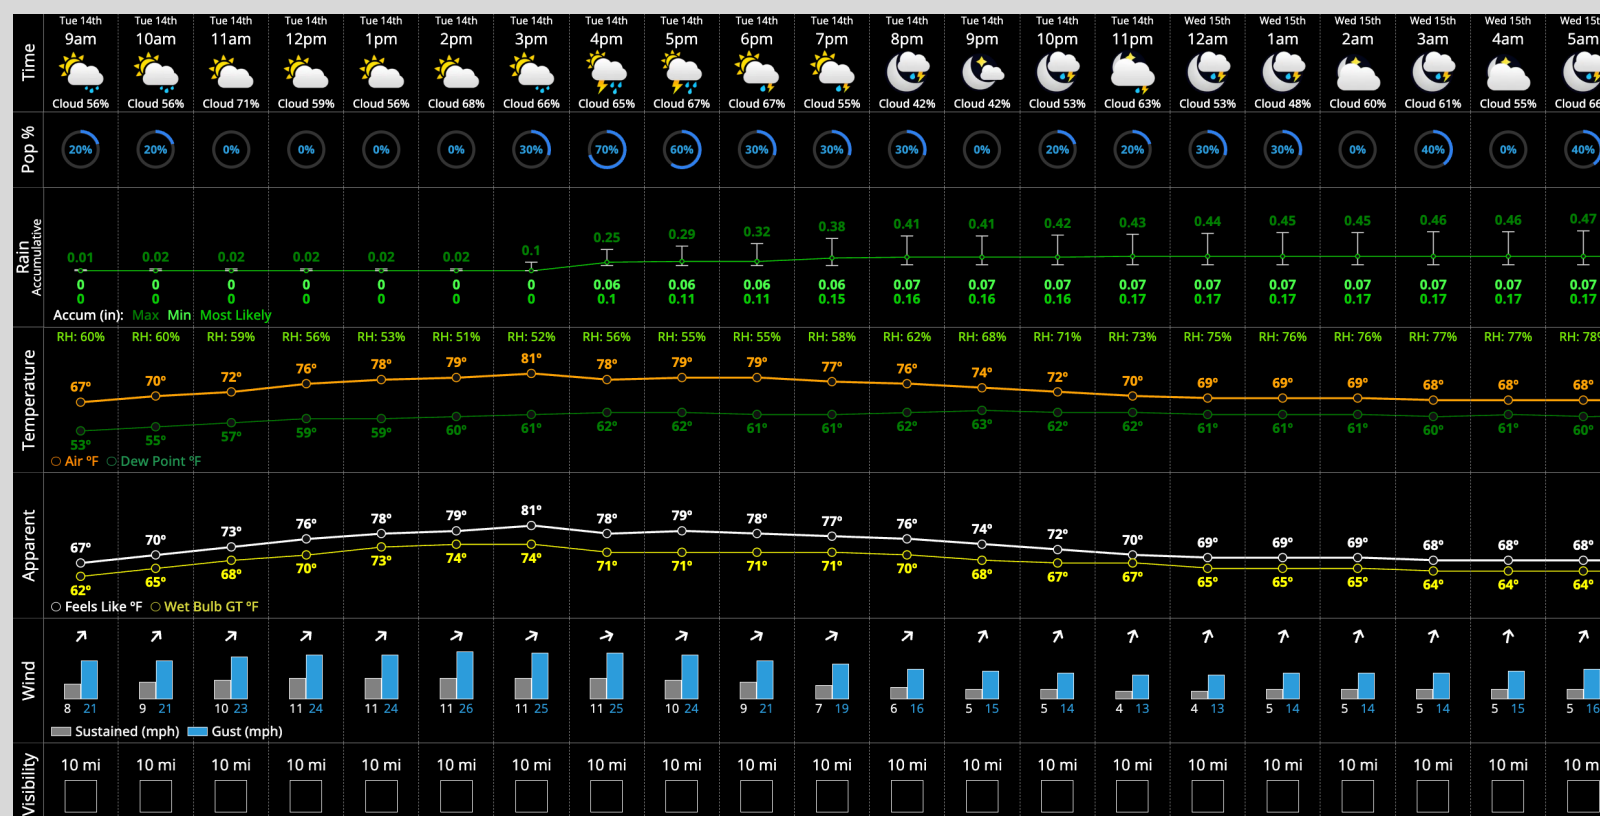 Tue 14th Tue 14th Tue 14th Tue 14th Tue 14th Tue 14th Tue 14th Tue 14th Tue 14th Tue 14th Tue 14th Tue 14th Tue 14th Tue 14th Tue 14th Wed 15th Wed 15th Wed 15th Wed 15th Wed 15th Wed 15t
Time 9am 10am 11am 12pm 1pm 2pm 3pm 4pm 5pm 6pm 7pm 8pm 9pm 10pm 11pm 12am 1am 2am 3am 4am 5am
Cloud 56% Cloud 56% Cloud 71% Cloud 59% Cloud 56% Cloud 68% Cloud 66% Cloud 65% Cloud 67% Cloud 67% Cloud 55% Cloud 42% Cloud 42% Cloud 53% Cloud 63% Cloud 53% Cloud 48% Cloud 60% Cloud 61% Cloud 55% Cloud 66
Pop % 20% 20% 0% 0% 0% 0% 30% 70% 60% 30% 30% 30% 0% 20% 20% 30% 30% 0% 40% 0% 40%
Rain
Accumulative
0.01 0.02 0.02 0.02 0.02 0.02 0.1 0.25 0.29 0.32 0.38 0.41 0.41 0.42 0.43 0.44 0.45 0.45 0.46 0.46 0.47
0 0 0 0 0 0 0 0.06 0.06 0.06 0.06 0.07 0.07 0.07 0.07 0.07 0.07 0.07 0.07 0.07 0.07
0 0 0 0 0 0 0 0.1 0.11 0.11 0.15 0.16 0.16 0.16 0.17 0.17 0.17 0.17 0.17 0.17 0.17
Accum (in): Max Min Most Likely
RH: 60% RH: 60% RH: 59% RH: 56% RH: 53% RH: 51% RH: 52% RH: 56% RH: 55% RH: 55% RH: 58% RH: 62% RH: 68% RH: 71% RH: 73% RH: 75% RH: 76% RH: 76% RH: 77% RH: 77% RH: 78%
Temperature
67° 70° 72° 76° 78° 79° 81° 78° 79° 79° 77° 76° 74° 72° 70° 69° 69° 69° 68° 68° 68°
53° 55° 57° 59° 59° 60° 61° 62° 62° 61° 61° 62° 63° 62° 62° 61° 61° 61° 60° 61° 60°
Air °F Dew Point °F
Apparent
67° 70° 73° 76° 78° 79° 81° 78° 79° 78° 77° 76° 74° 72° 70° 69° 69° 69° 68° 68° 68°
62° 65° 68° 70° 73° 74° 74° 71° 71° 71° 71° 70° 68° 67° 67° 65° 65° 65° 64° 64° 64°
Feels Like °F Wet Bulb GT °F
Wind
8 21 9 21 10 23 11 24 11 24 11 26 11 25 11 25 10 24 9 21 7 19 6 16 5 15 5 14 4 13 4 13 5 14 5 14 5 14 5 15 5 16
Sustained (mph) Gust (mph)
Visibility
10 mi 10 mi 10 mi 10 mi 10 mi 10 mi 10 mi 10 mi 10 mi 10 mi 10 mi 10 mi 10 mi 10 mi 10 mi 10 mi 10 mi 10 mi 10 mi 10 mi 10 mi